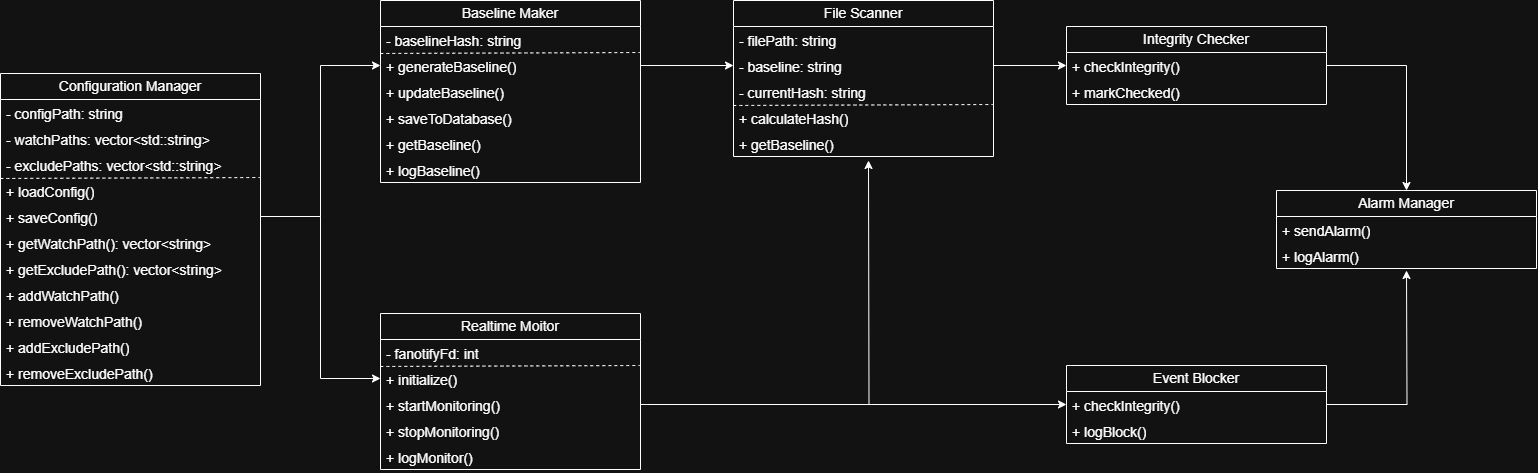 Configuration Manager
- configPath: string
- watchPaths: vector<std::string>
- excludePaths: vector<std::string>
+ loadConfig()
+ saveConfig()
+ getWatchPath(): vector<string>
+ getExcludePath(): vector<string>
+ addWatchPath()
+ removeWatchPath()
+ addExcludePath()
+ removeExcludePath()
Baseline Maker
- baselineHash: string
+ generateBaseline()
+ updateBaseline()
+ saveToDatabase()
+ getBaseline()
+ logBaseline()
Realtime Moitor
- fanotifyFd: int
+ initialize()
+ startMonitoring()
+ stopMonitoring()
+ logMonitor()
File Scanner
- filePath: string
- baseline: string
- currentHash: string
+ calculateHash()
+ getBaseline()
Integrity Checker
+ checkIntegrity()
+ markChecked()
Event Blocker
+ checkIntegrity()
+ logBlock()
Alarm Manager
+ sendAlarm()
+ logAlarm()